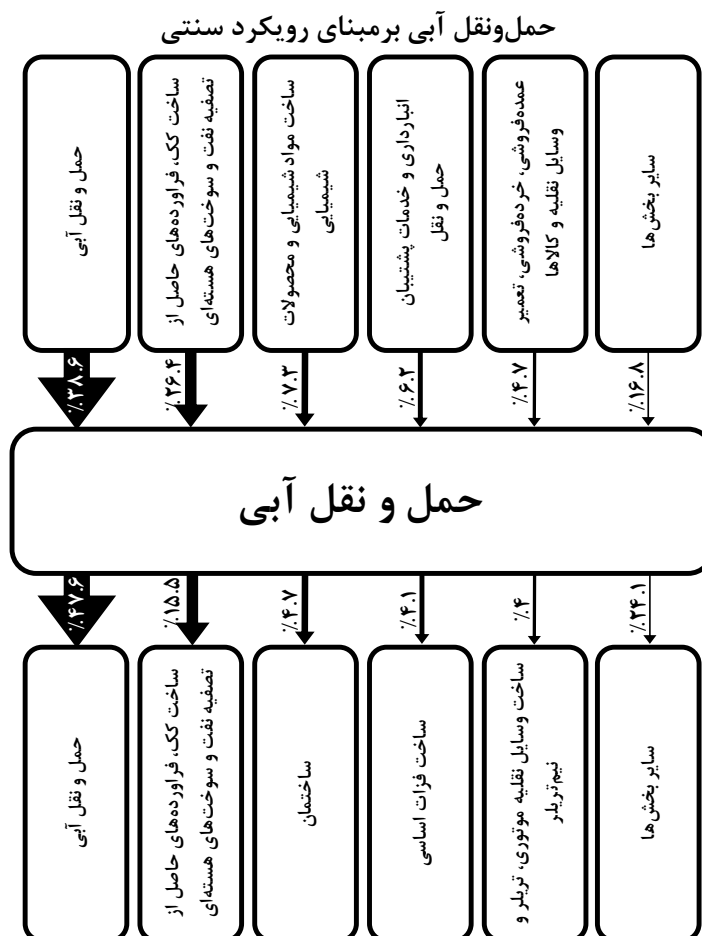 حمل‌ونقل آبی برمبنای رویکرد سنتی
حمل و نقل آبی
ساخت کک، فراورده‌های حاصل از
تصفیه نفت و سوخت‌های هسته‌ای
ساخت مواد شیمیایی و محصولات
شیمیایی
انبارداری و خدمات پشتیبان
حمل و نقل
عمده‌فروشی، خرده‌فروشی، تعمیر
وسایل نقلیه و کالاها
سایر بخش‌ها
٪۳۸.۶
٪۲۶.۴
٪۷.۳
٪۶.۲
٪۴.۷
٪۱۶.۸
حمل و نقل آبی
٪۴۷.۶
٪۱۵.۵
٪۴.۷
٪۴.۱
٪۴
٪۲۴.۱
حمل و نقل آبی
ساخت کک، فراورده‌های حاصل از
تصفیه نفت و سوخت‌های هسته‌ای
ساختمان
ساخت فزات اساسی
ساخت وسایل نقلیه موتوری، تریلر و
نیم‌تریلر
سایر بخش‌ها